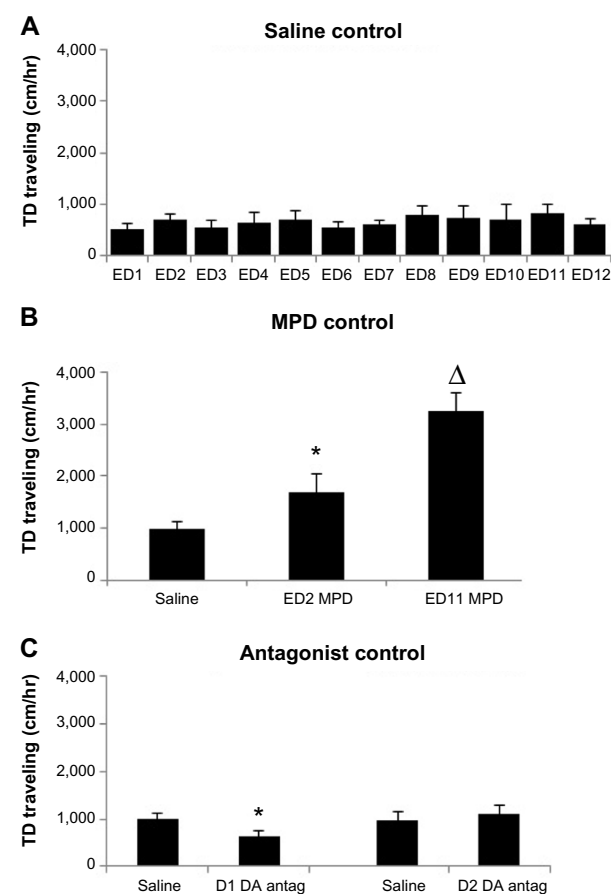 A
Saline control
TD traveling (cm/hr)
4,000
3,000
2,000
1,000
0
ED1 ED2 ED3 ED4 ED5 ED6 ED7 ED8 ED9 ED10 ED11 ED12
B
MPD control
TD traveling (cm/hr)
4,000
3,000
2,000
1,000
0
*
Δ
Saline ED2 MPD ED11 MPD
C
Antagonist control
TD traveling (cm/hr)
4,000
3,000
2,000
1,000
0
*
Saline D1 DA antag Saline D2 DA antag